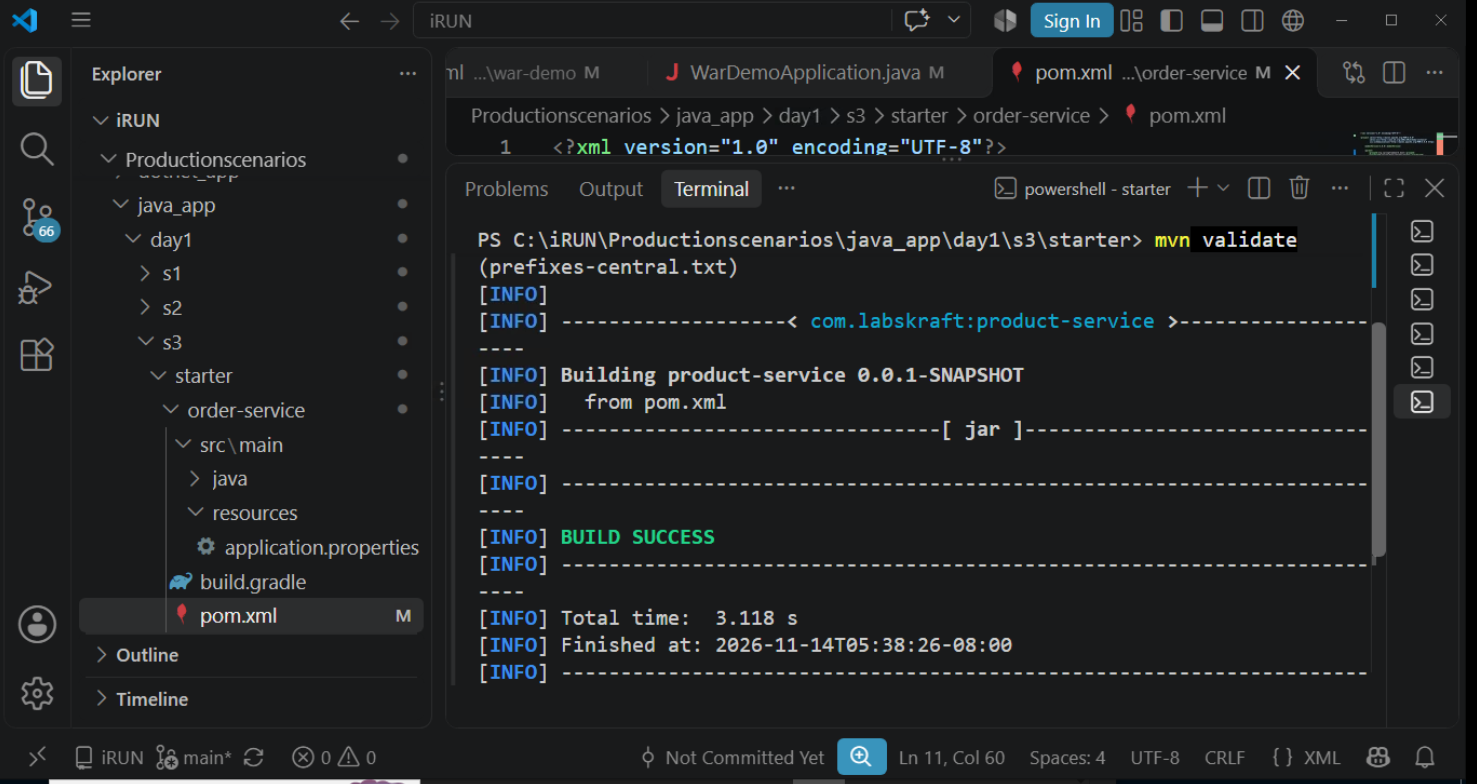 iRUN
Sign In
Explorer
iRUN
Productionscenarios
dotnet_app
java_app
day1
s1
s2
s3
starter
order-service
src\main
java
resources
application.properties
build.gradle
pom.xml M
Outline
Timeline
66
ml ...\war-demo M
WarDemoApplication.java M
pom.xml ...\order-service M
Productionscenarios > java_app > day1 > s3 > starter > order-service > pom.xml
1 <?xml version="1.0" encoding="UTF-8"?>
Problems Output Terminal
powershell - starter
PS C:\iRUN\Productionscenarios\java_app\day1\s3\starter> mvn validate
(prefixes-central.txt)
[INFO]
[INFO] -------------------< com.labskraft:product-service >----------------
----
[INFO] Building product-service 0.0.1-SNAPSHOT
[INFO]   from pom.xml
[INFO] --------------------------------[ jar ]-----------------------------
----
[INFO] --------------------------------------------------------------------
----
[INFO] BUILD SUCCESS
[INFO] --------------------------------------------------------------------
----
[INFO] Total time:  3.118 s
[INFO] Finished at: 2026-11-14T05:38:26-08:00
[INFO] --------------------------------------------------------------------
iRUN main* 0 0 Not Committed Yet Ln 11, Col 60 Spaces: 4 UTF-8 CRLF {} XML